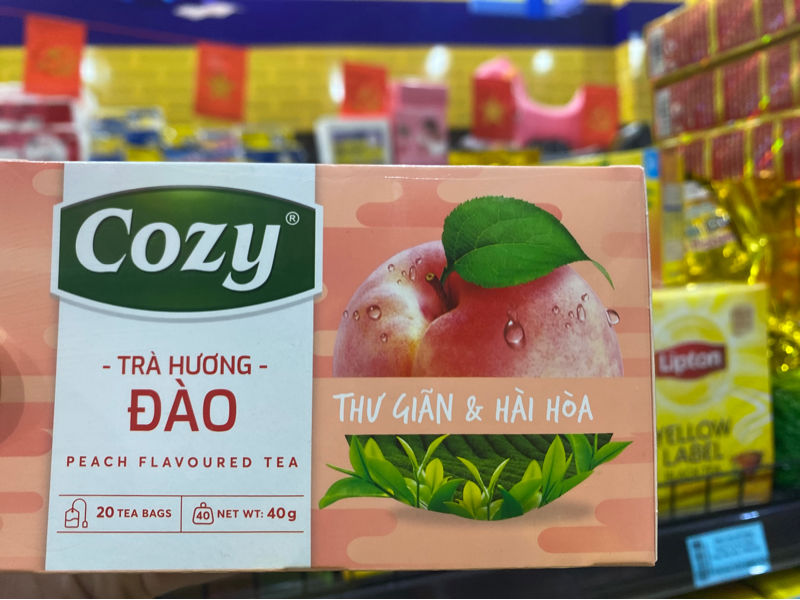 Cozy®
- TRÀ HƯƠNG -
ĐÀO
PEACH FLAVOURED TEA
20 TEA BAGS
40
NET WT: 40g
THƯ GIÃN & HÀI HÒA
Lipton
YELLOW
LABEL